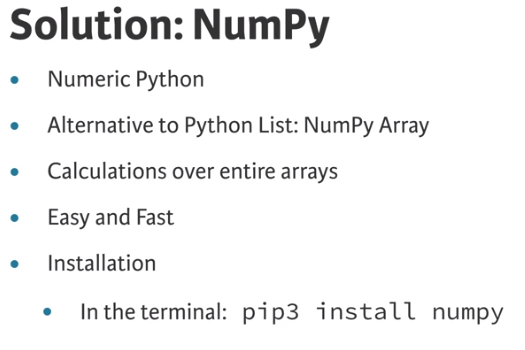 Solution: NumPy
• Numeric Python
• Alternative to Python List: NumPy Array
• Calculations over entire arrays
• Easy and Fast
• Installation
• In the terminal: pip3 install numpy